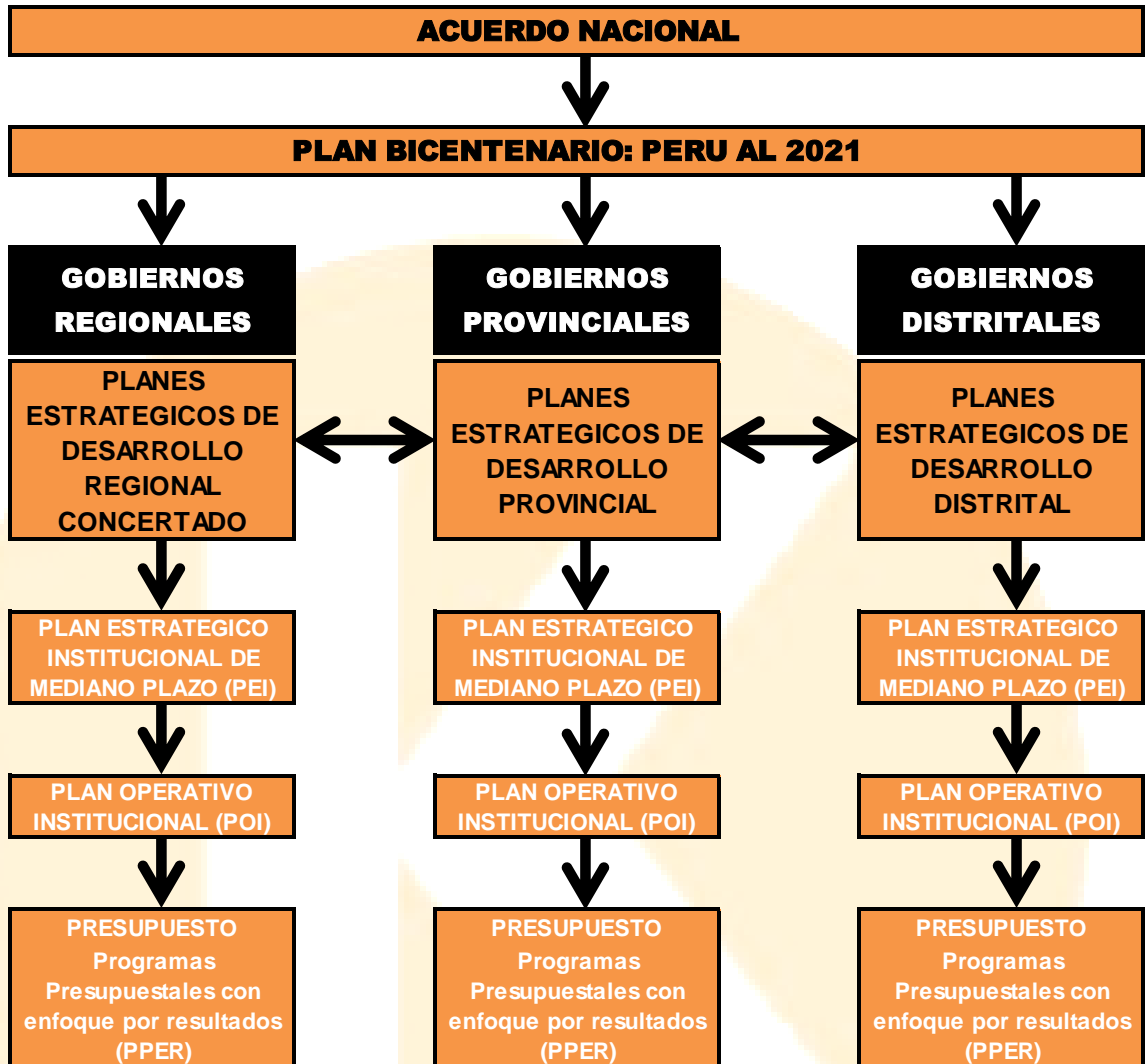 ACUERDO NACIONAL
PLAN BICENTENARIO: PERU AL 2021
GOBIERNOS
REGIONALES
GOBIERNOS
PROVINCIALES
GOBIERNOS
DISTRITALES
PLANES
ESTRATEGICOS DE
DESARROLLO
REGIONAL
CONCERTADO
PLANES
ESTRATEGICOS DE
DESARROLLO
PROVINCIAL
PLANES
ESTRATEGICOS DE
DESARROLLO
DISTRITAL
PLAN ESTRATEGICO
INSTITUCIONAL DE
MEDIANO PLAZO (PEI)
PLAN ESTRATEGICO
INSTITUCIONAL DE
MEDIANO PLAZO (PEI)
PLAN ESTRATEGICO
INSTITUCIONAL DE
MEDIANO PLAZO (PEI)
PLAN OPERATIVO
INSTITUCIONAL (POI)
PLAN OPERATIVO
INSTITUCIONAL (POI)
PLAN OPERATIVO
INSTITUCIONAL (POI)
PRESUPUESTO
Programas
Presupuestales con
enfoque por resultados
(PPER)
PRESUPUESTO
Programas
Presupuestales con
enfoque por resultados
(PPER)
PRESUPUESTO
Programas
Presupuestales con
enfoque por resultados
(PPER)